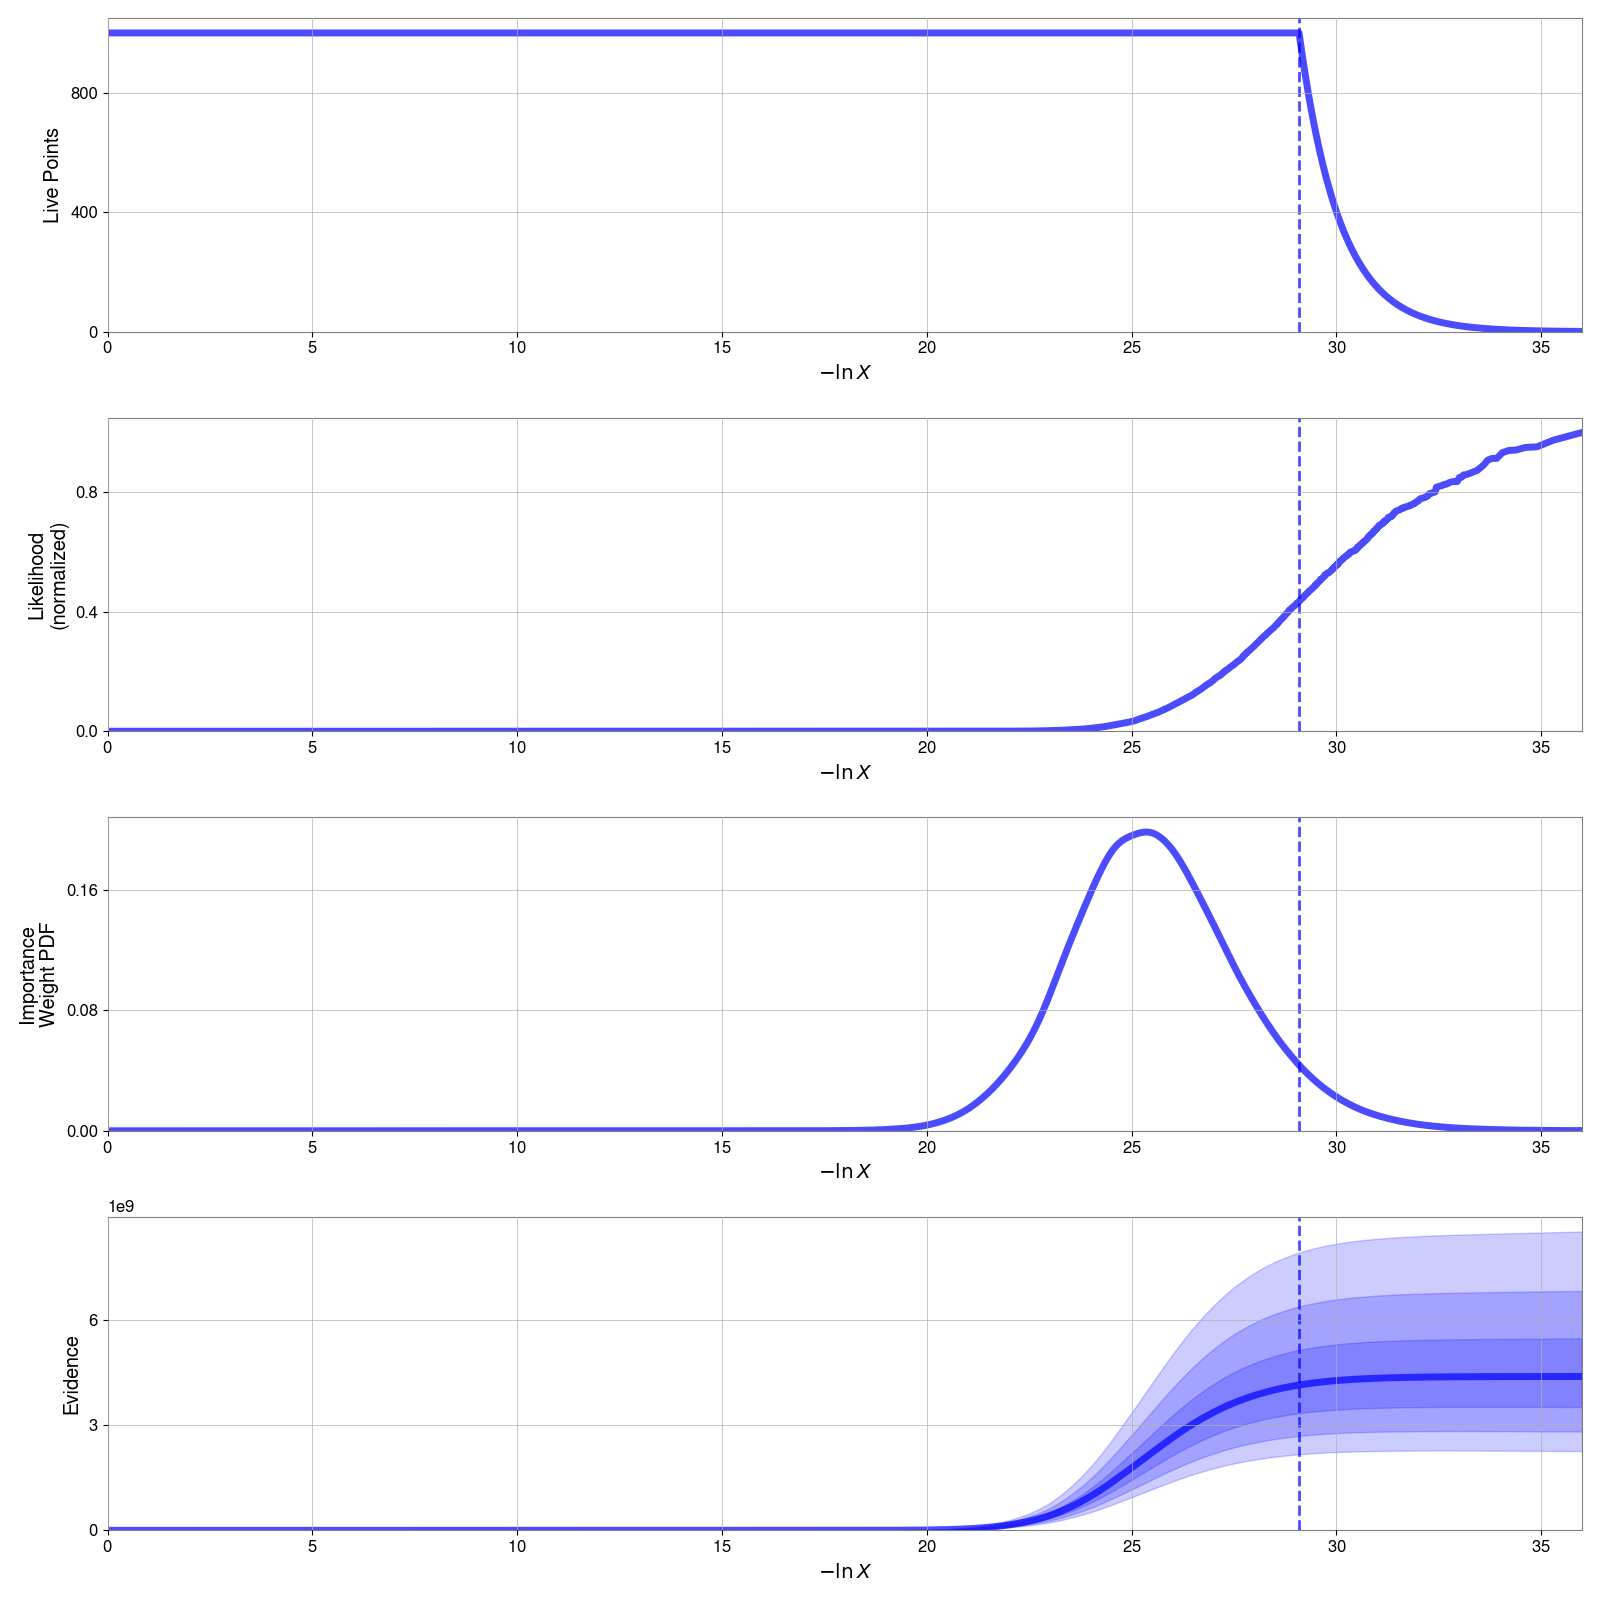 800
400
0
Live Points
0 5 10 15 20 25 30 35
−ln X
0.8
0.4
0.0
Likelihood
(normalized)
0 5 10 15 20 25 30 35
−ln X
0.16
0.08
0.00
Importance
Weight PDF
0 5 10 15 20 25 30 35
−ln X
1e9
6
3
0
Evidence
0 5 10 15 20 25 30 35
−ln X